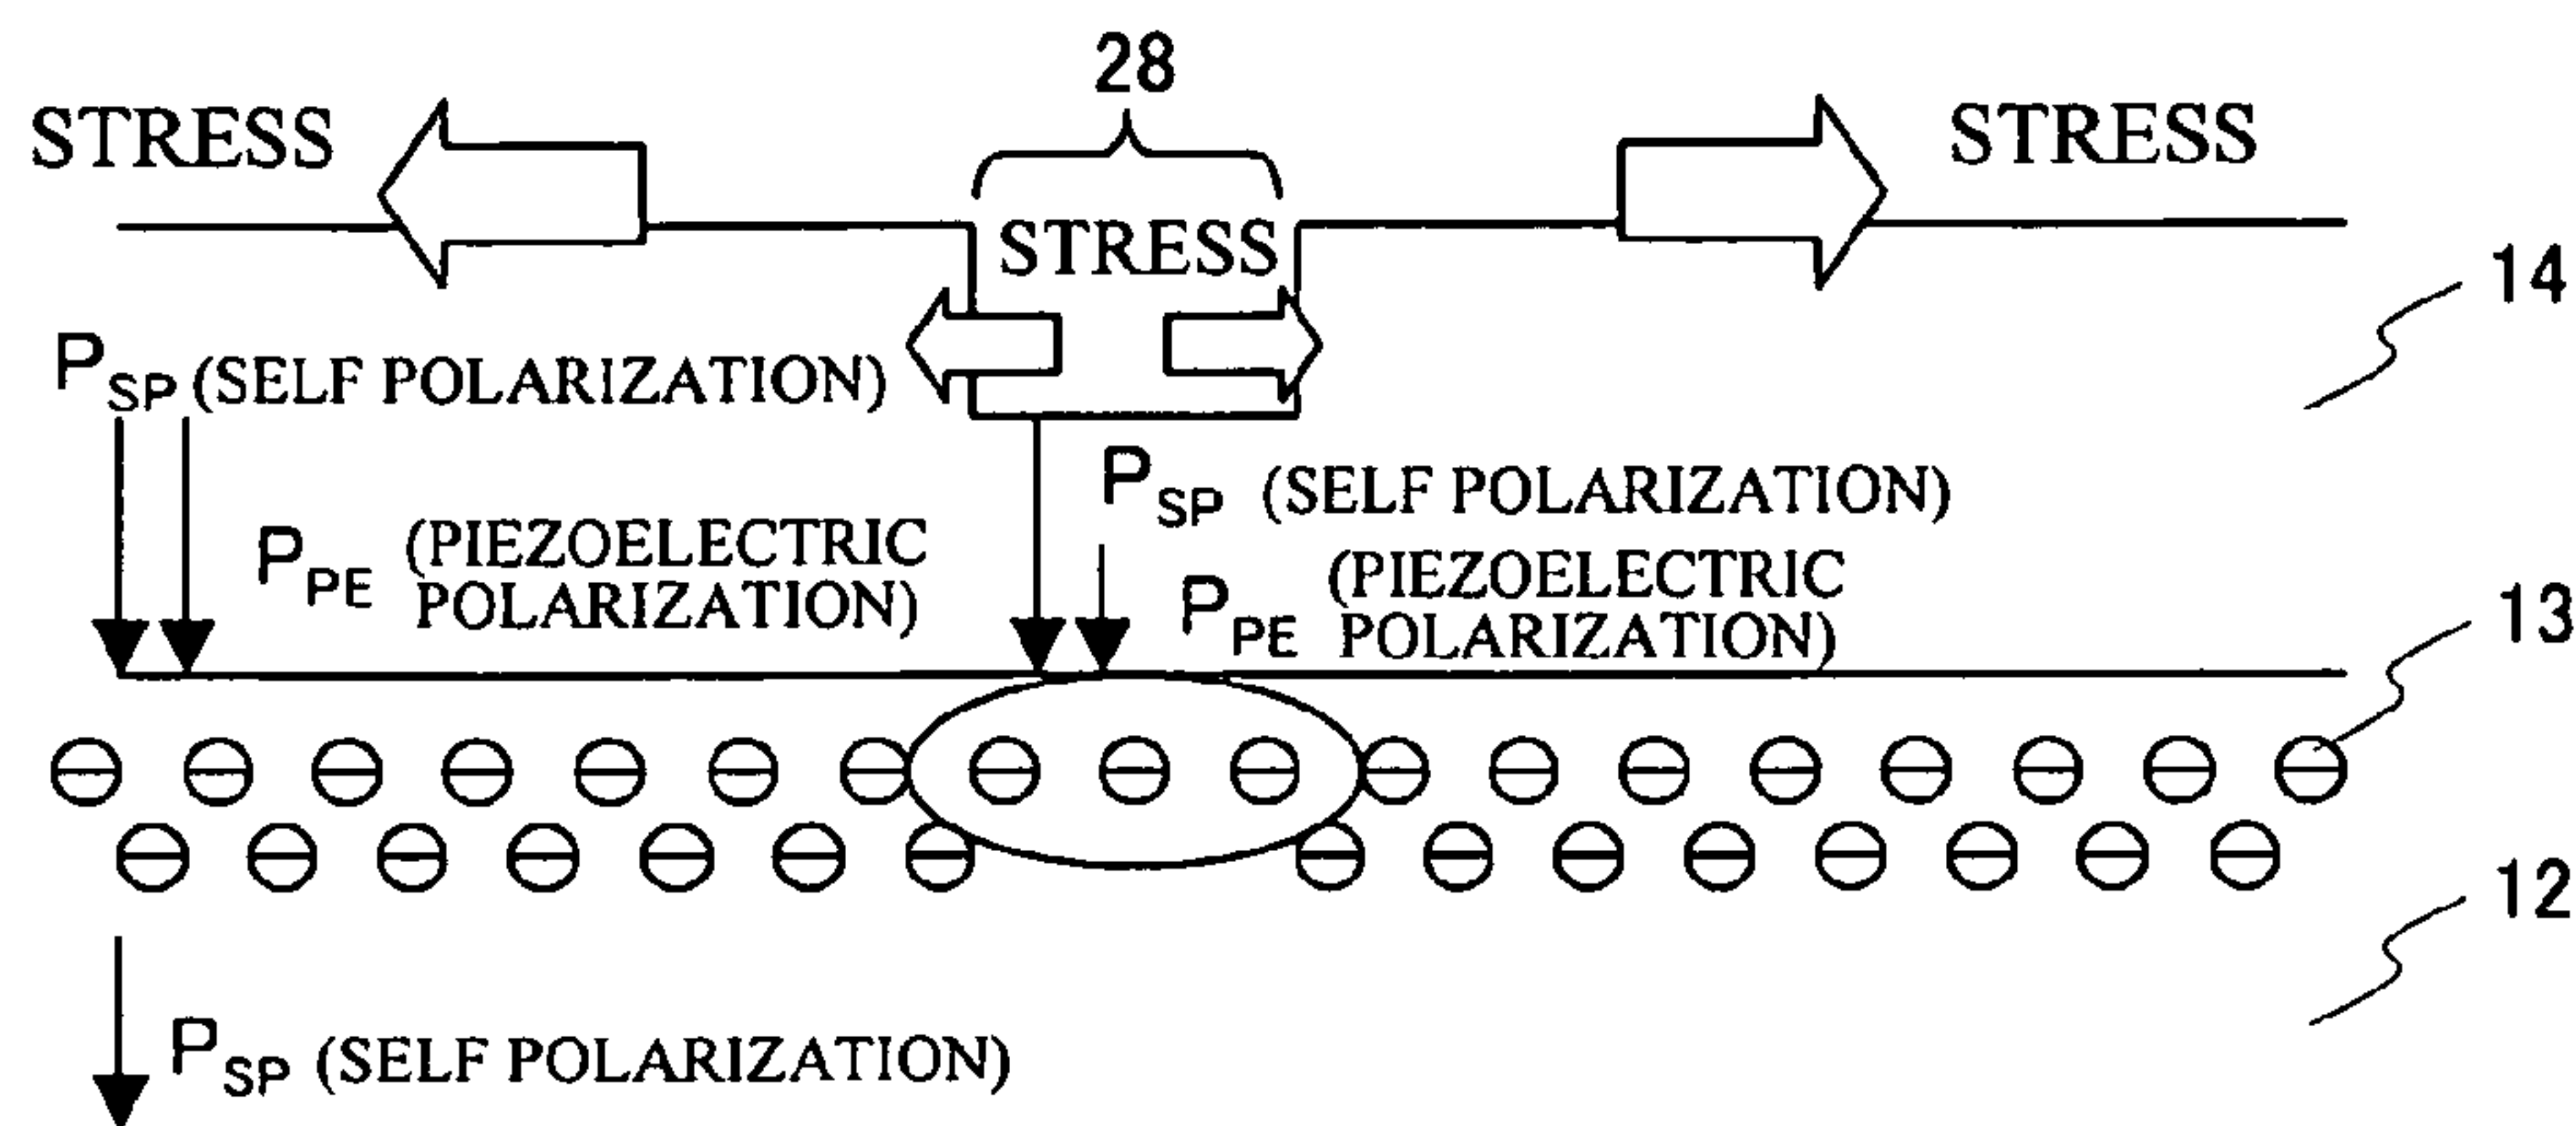 28
STRESS
STRESS
STRESS
14
PSP (SELF POLARIZATION)
PSP (SELF POLARIZATION)
PPE (PIEZOELECTRIC
POLARIZATION)
PPE (PIEZOELECTRIC
POLARIZATION)
13
12
PSP (SELF POLARIZATION)